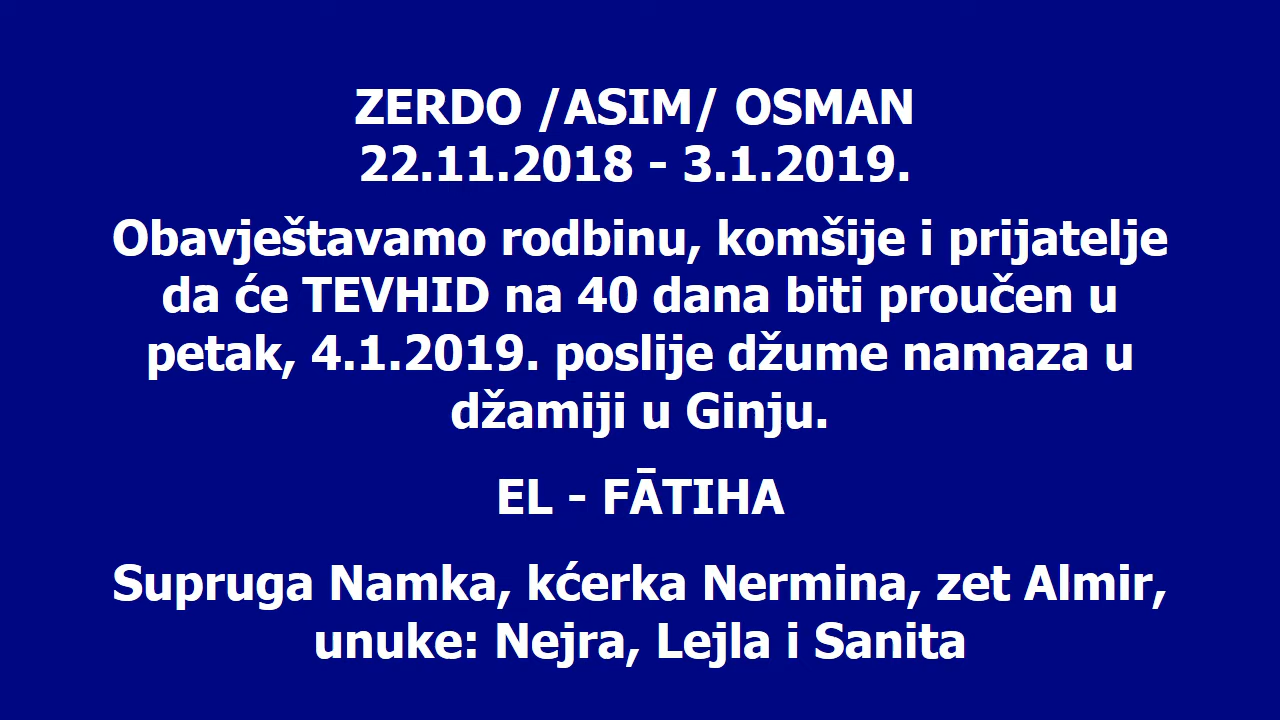 ZERDO /ASIM/ OSMAN
22.11.2018 - 3.1.2019.
Obavještavamo rodbinu, komšije i prijatelje
da će TEVHID na 40 dana biti proučen u
petak, 4.1.2019. poslije džume namaza u
džamiji u Ginju.
EL - FĀTIHA
Supruga Namka, kćerka Nermina, zet Almir,
unuke: Nejra, Lejla i Sanita